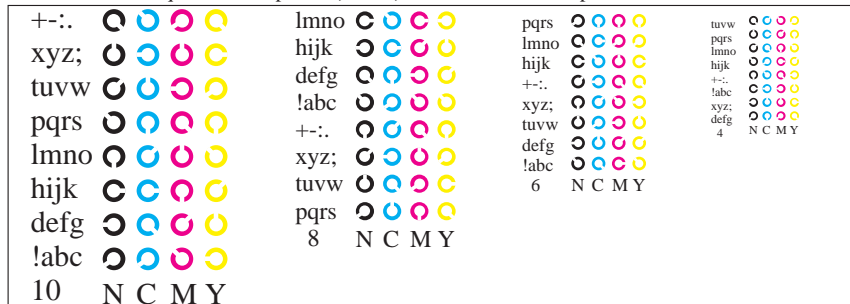 +-:.
xyz;
tuvw
pqrs
lmno
hijk
defg
!abc
10 N C M Y
lmno
hijk
defg
!abc
+-:.
xyz;
tuvw
pqrs
8 N C M Y
pqrs
lmno
hijk
+-:.
xyz;
tuvw
defg
!abc
6 N C M Y
tuvw
pqrs
lmno
hijk
+-:.
!abc
xyz;
defg
4 N C M Y